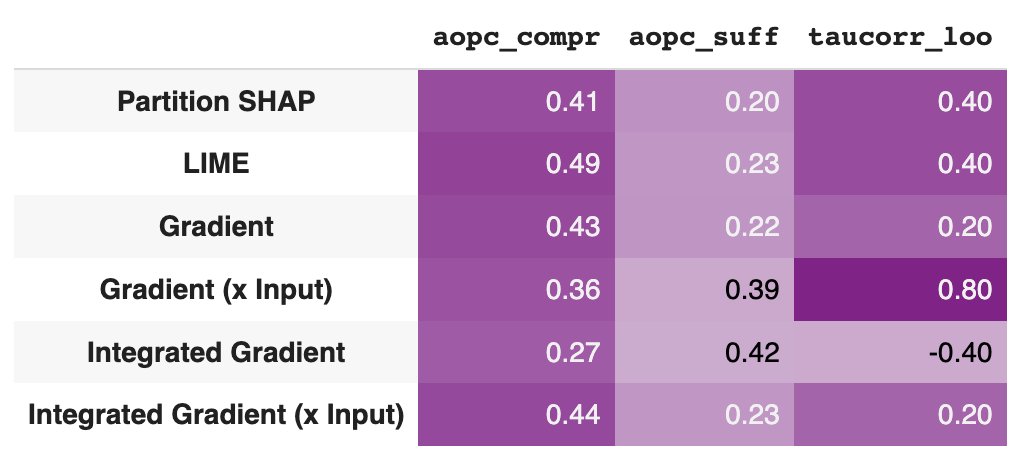 aopc_compr aopc_suff taucorr_loo
Partition SHAP 0.41 0.20 0.40
LIME 0.49 0.23 0.40
Gradient 0.43 0.22 0.20
Gradient (x Input) 0.36 0.39 0.80
Integrated Gradient 0.27 0.42 -0.40
Integrated Gradient (x Input) 0.44 0.23 0.20